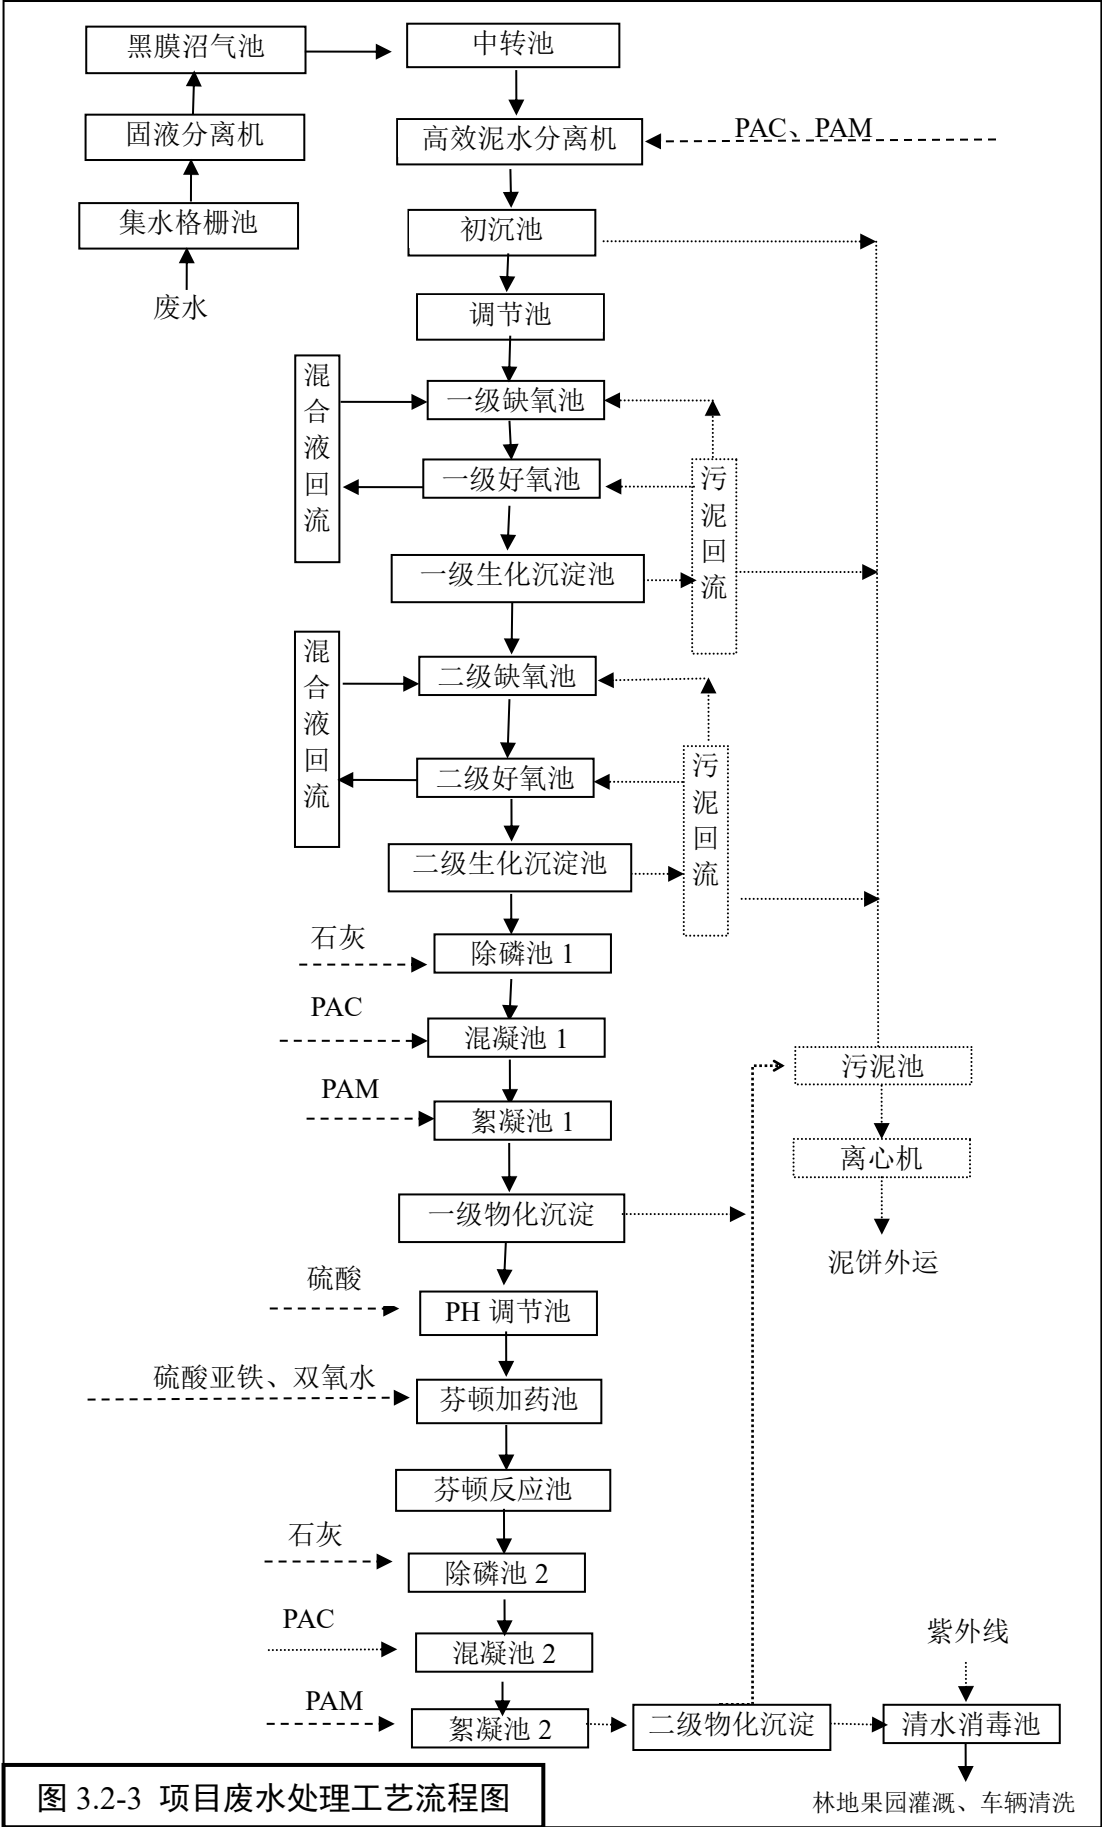 黑膜沼气池
中转池
固液分离机
高效泥水分离机
PAC、PAM
集水格栅池
初沉池
废水
调节池
混合液回流
一级缺氧池
一级好氧池
污泥回流
一级生化沉淀池
混合液回流
二级缺氧池
二级好氧池
污泥回流
二级生化沉淀池
石灰
除磷池 1
PAC
混凝池 1
污泥池
PAM
絮凝池 1
离心机
一级物化沉淀
泥饼外运
硫酸
PH 调节池
硫酸亚铁、双氧水
芬顿加药池
芬顿反应池
石灰
除磷池 2
PAC
混凝池 2
紫外线
PAM
絮凝池 2
二级物化沉淀
清水消毒池
图 3.2-3 项目废水处理工艺流程图
林地果园灌溉、车辆清洗